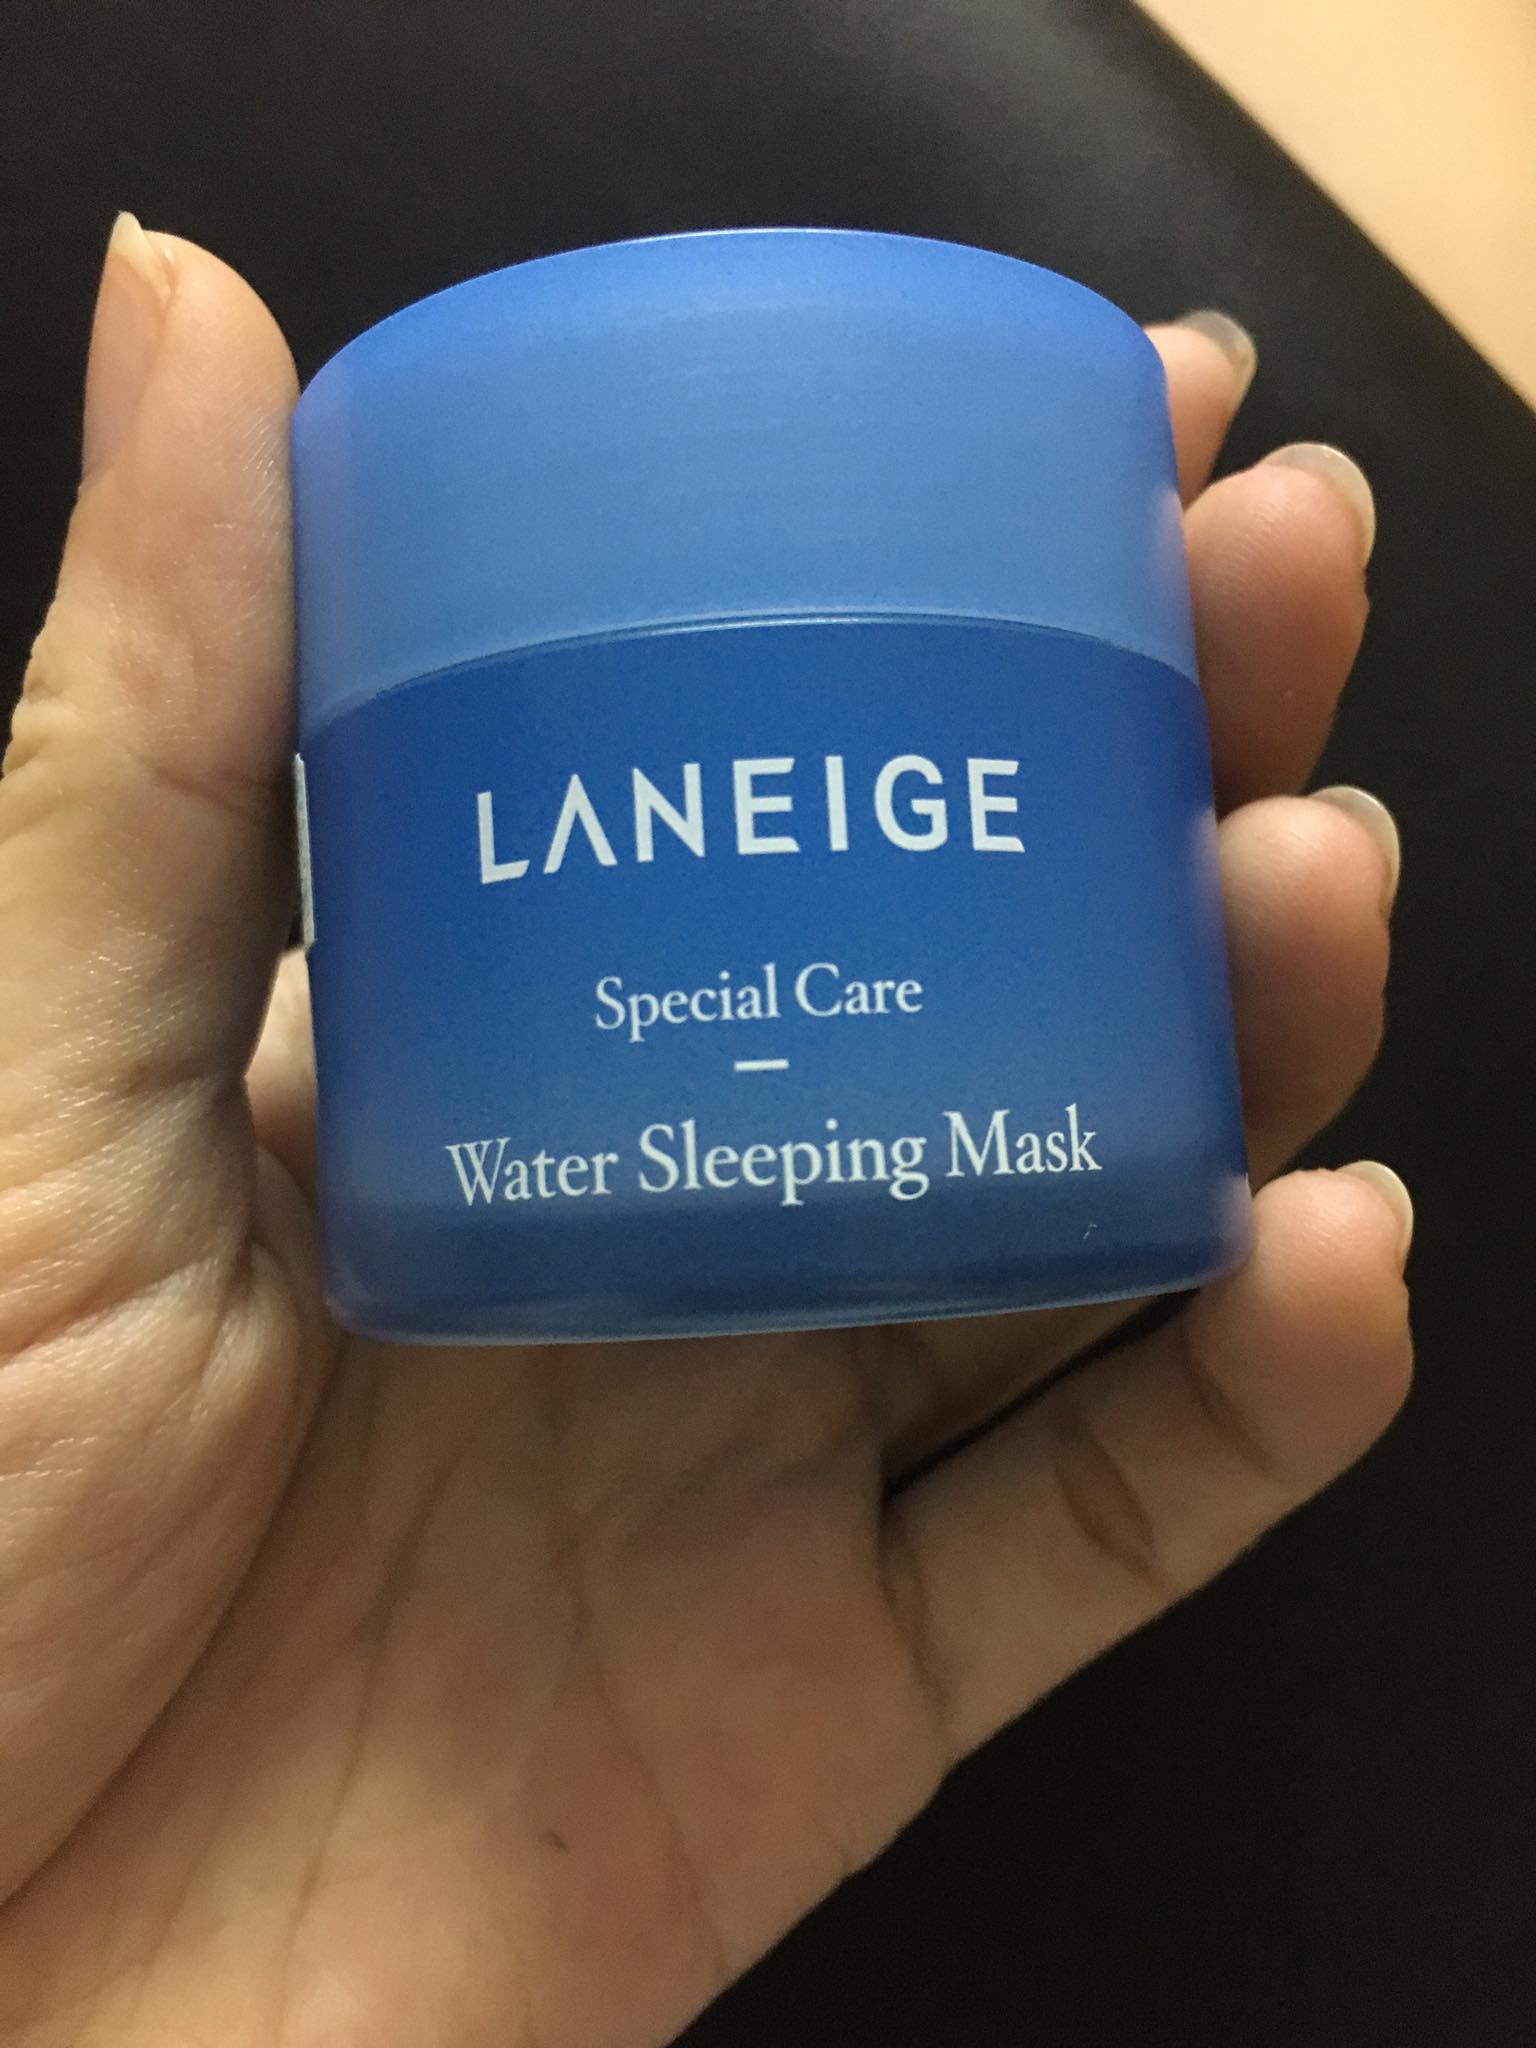 LANEIGE
Special Care
Water Sleeping Mask